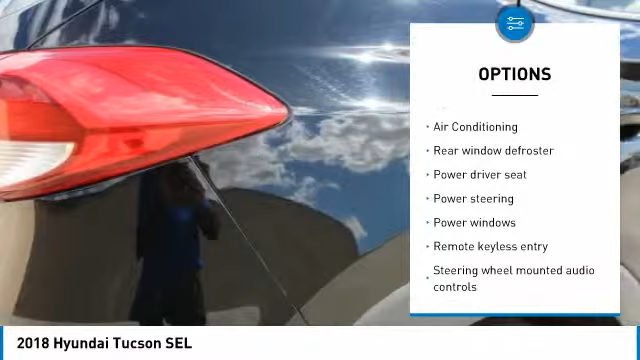 OPTIONS
Air Conditioning
Rear window defroster
Power driver seat
Power steering
Power windows
Remote keyless entry
Steering wheel mounted audio
controls
2018 Hyundai Tucson SEL